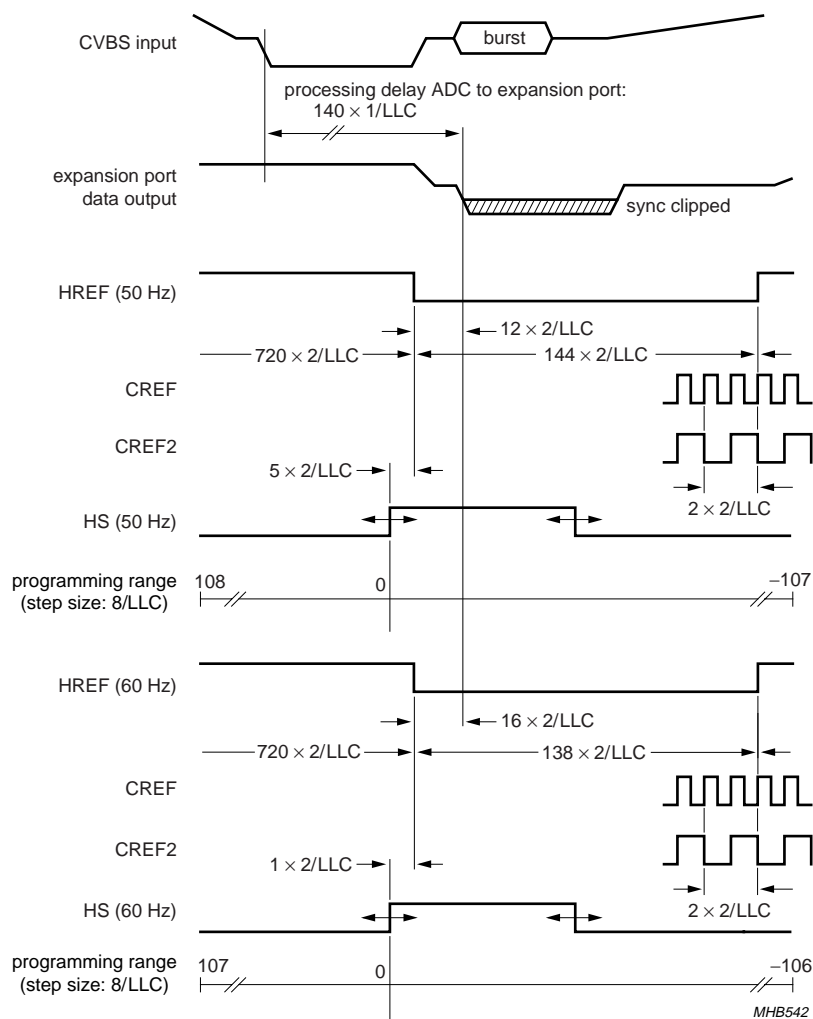 CVBS input
burst
processing delay ADC to expansion port:
140 × 1/LLC
expansion port
data output
sync clipped
HREF (50 Hz)
12 × 2/LLC
720 × 2/LLC
144 × 2/LLC
CREF
CREF2
5 × 2/LLC
2 × 2/LLC
HS (50 Hz)
programming range
(step size: 8/LLC)
108
0
−107
HREF (60 Hz)
16 × 2/LLC
720 × 2/LLC
138 × 2/LLC
CREF
CREF2
1 × 2/LLC
2 × 2/LLC
HS (60 Hz)
programming range
(step size: 8/LLC)
107
0
−106
MHB542